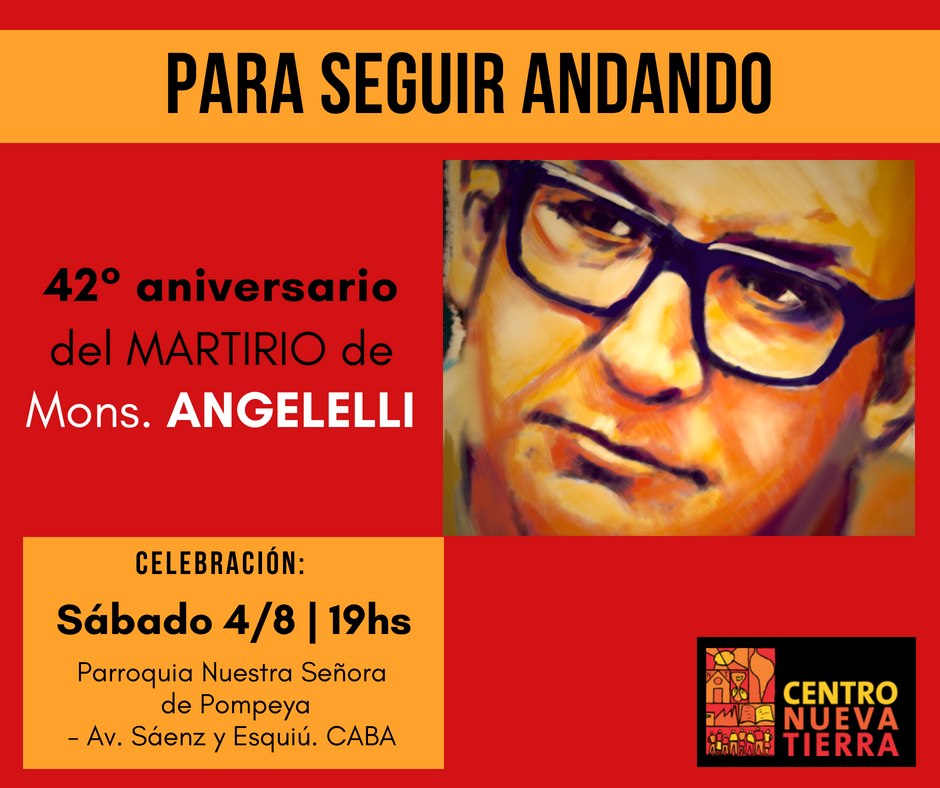 PARA SEGUIR ANDANDO
42º aniversario
del MARTIRIO de
Mons. ANGELELLI
CELEBRACIÓN:
Sábado 4/8 | 19hs
Parroquia Nuestra Señora
de Pompeya
- Av. Sáenz y Esquiú. CABA
CENTRO
NUEVA
TIERRA